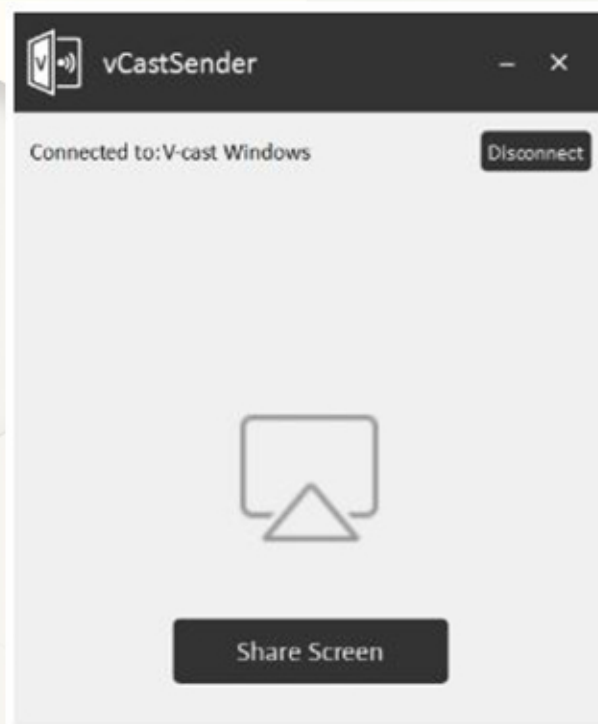 V
vCastSender
Connected to:V-cast Windows
DIsconnect
Share Screen